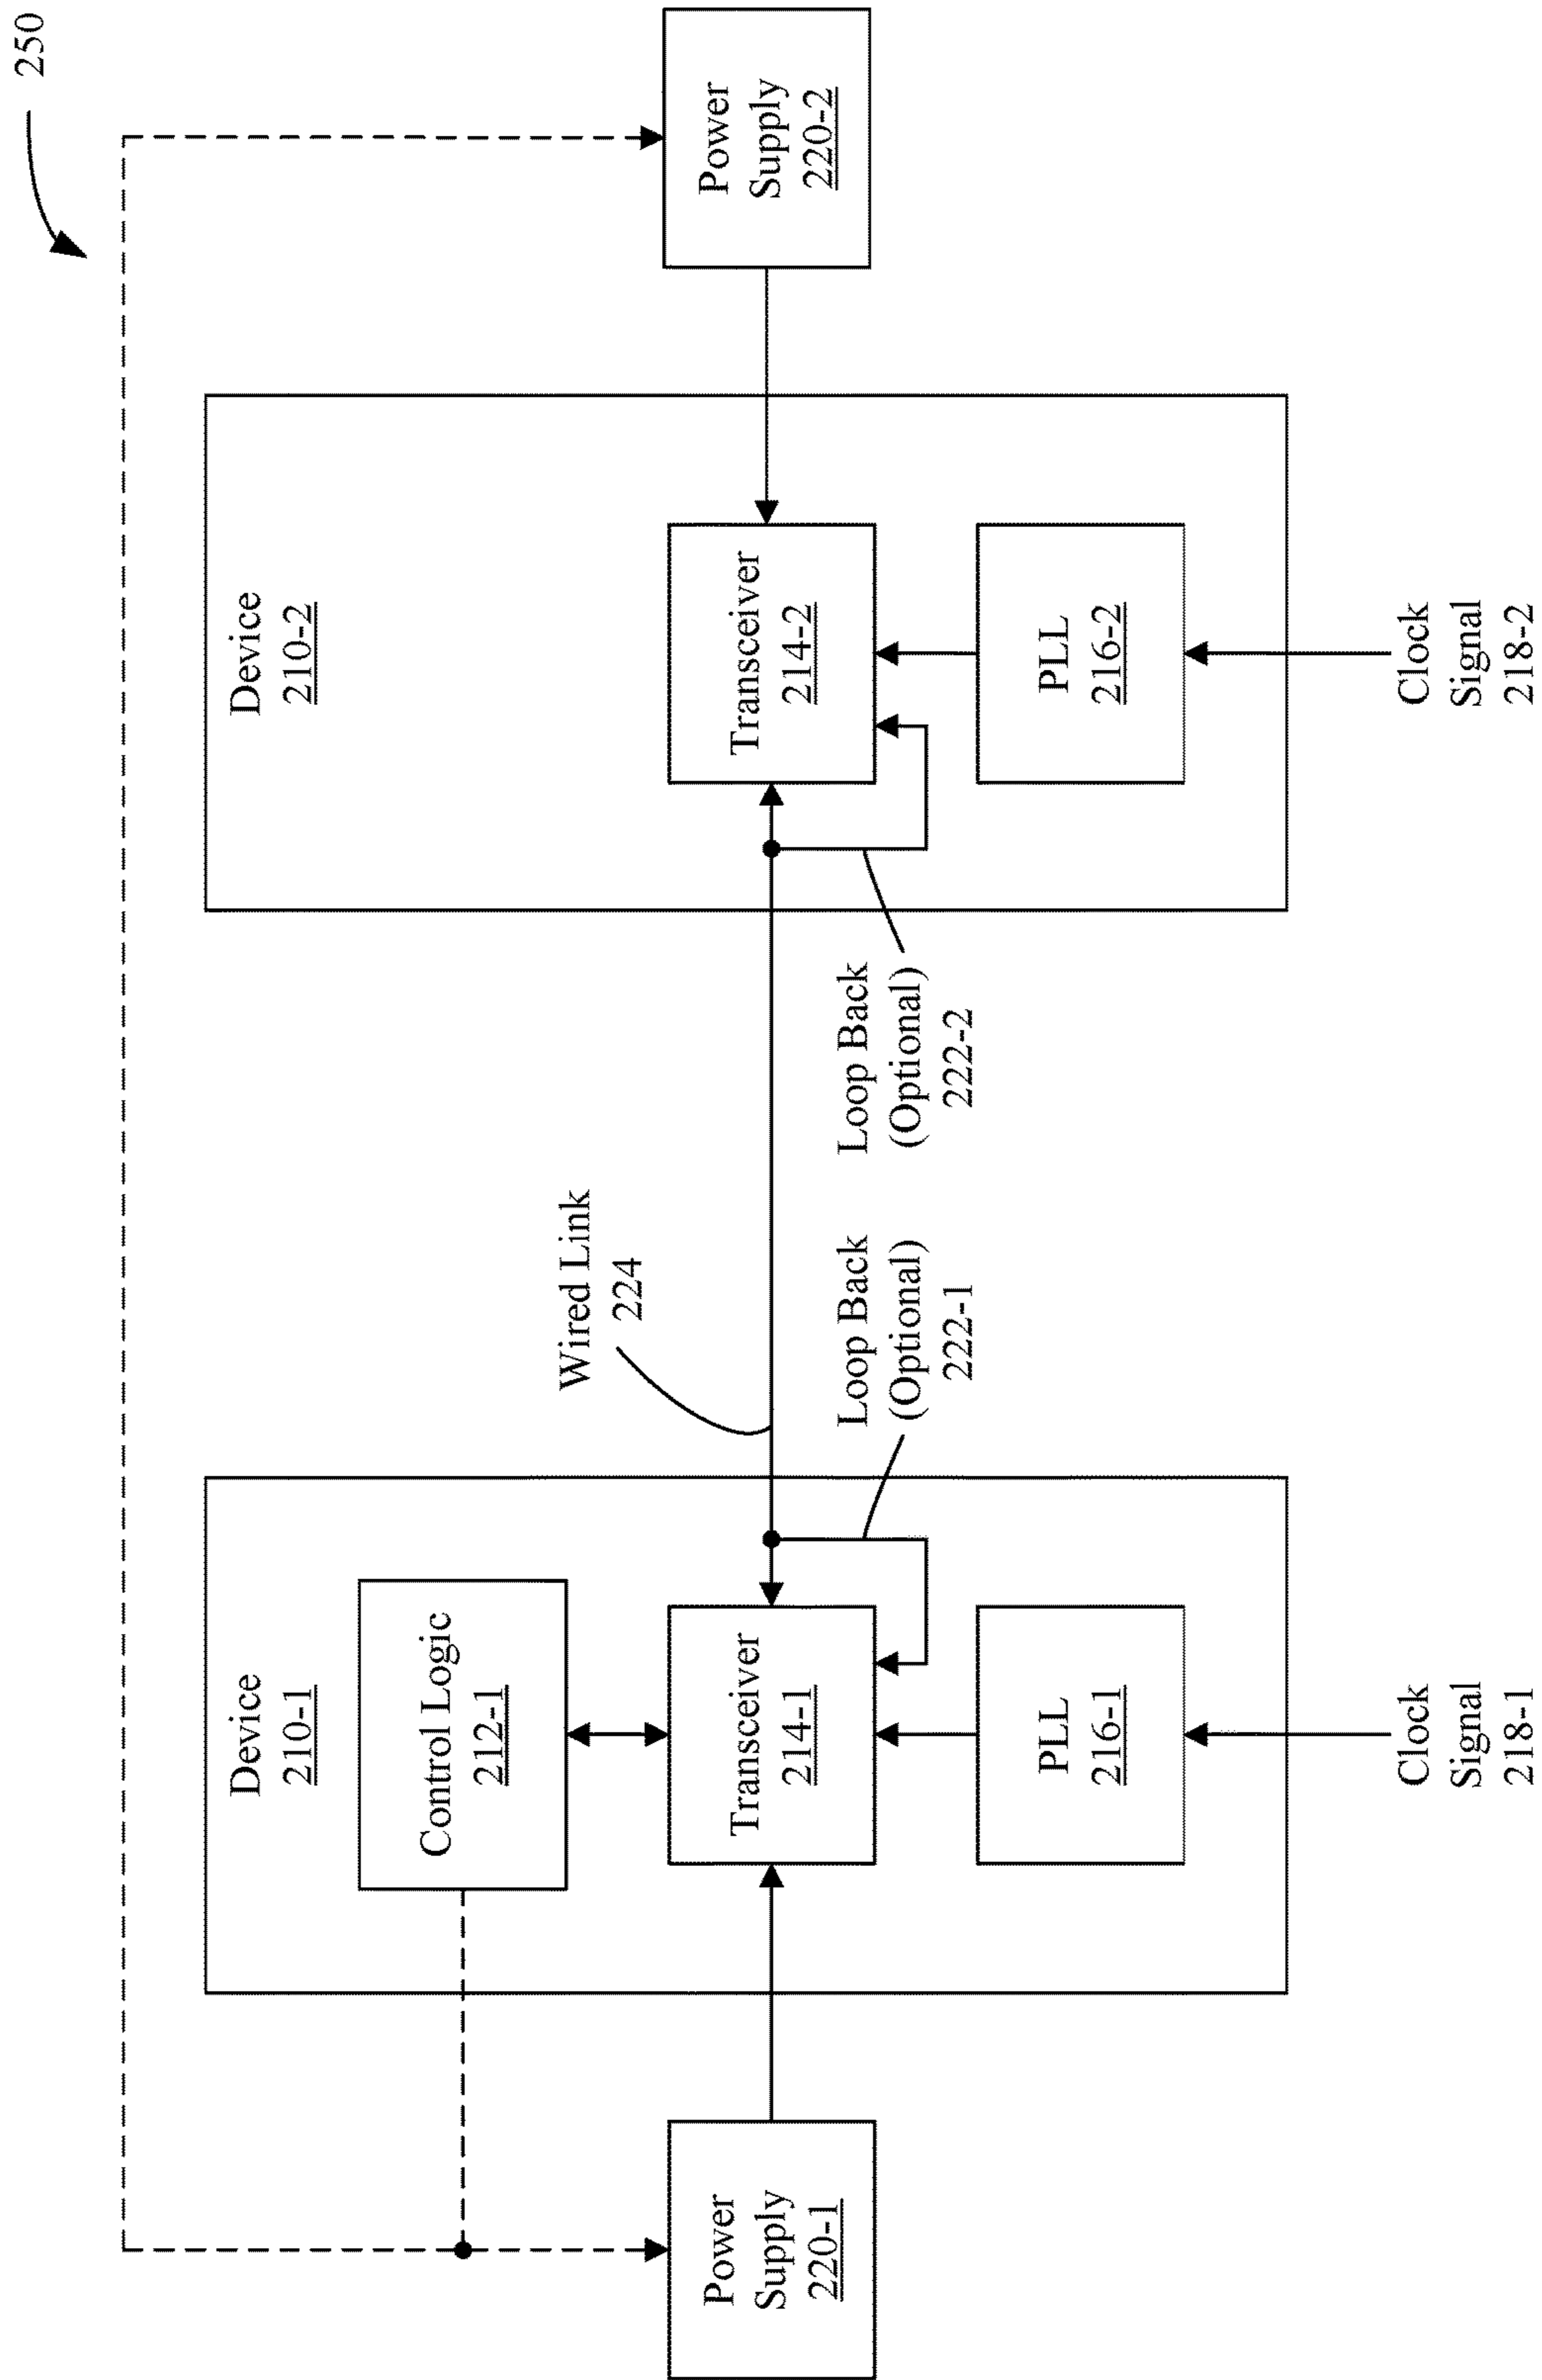 250
Device
210-1
Control Logic
212-1
Transceiver
214-1
PLL
216-1
Clock
Signal
218-1
Power
Supply
220-1
Wired Link
224
Loop Back
(Optional)
222-1
Loop Back
(Optional)
222-2
Device
210-2
Transceiver
214-2
PLL
216-2
Clock
Signal
218-2
Power
Supply
220-2